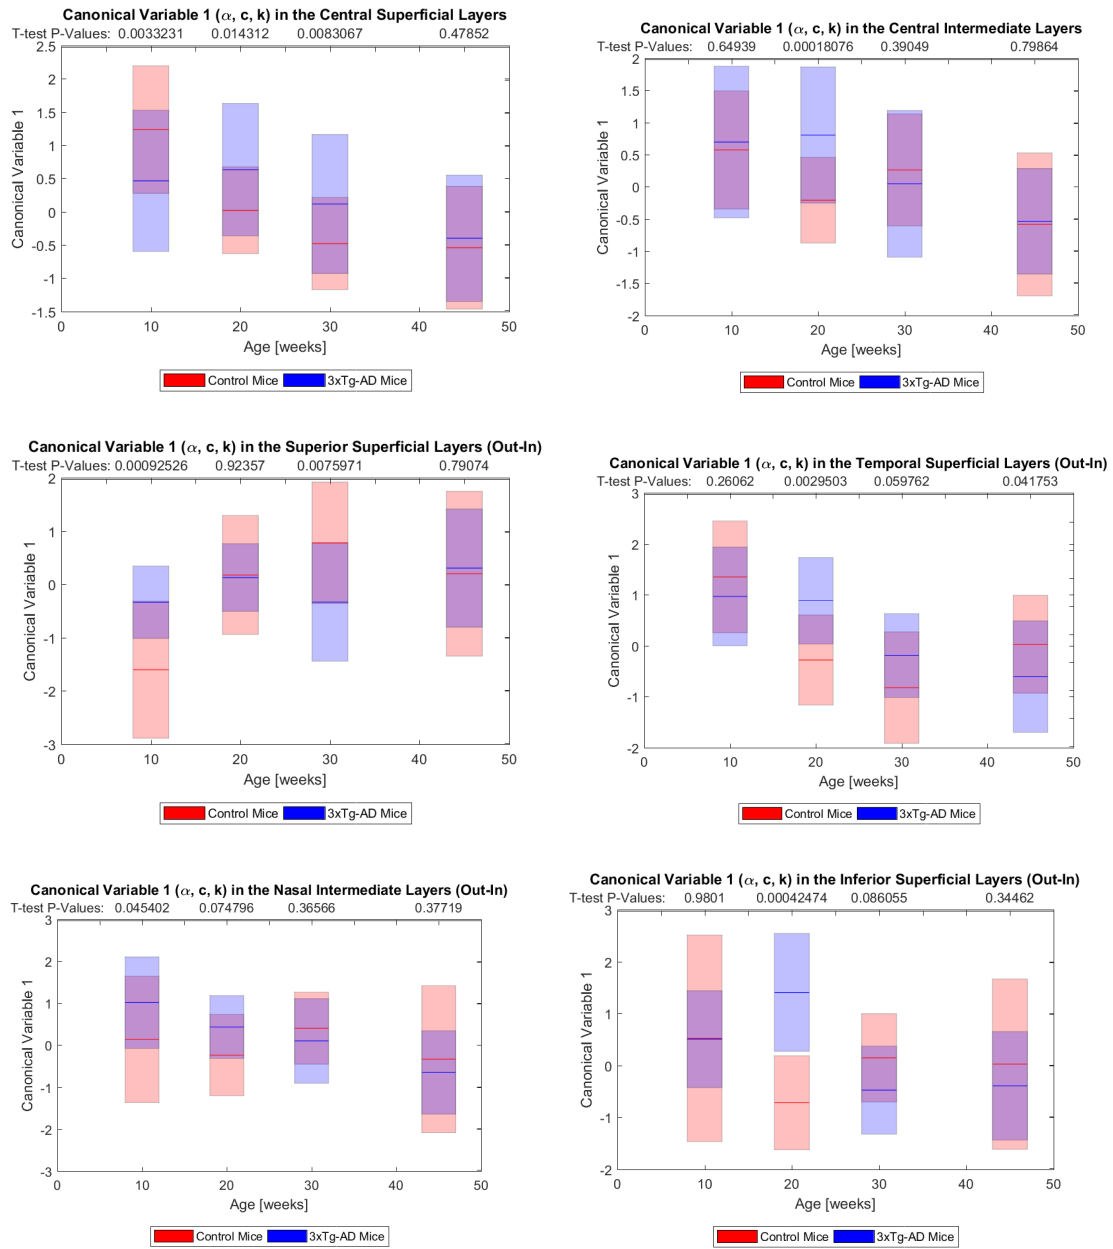 Canonical Variable 1 (α, c, k) in the Central Superficial Layers
T-test P-Values: 0.0033231 0.014312 0.0083067 0.47852
2.5
2
1.5
1
0.5
0
-0.5
-1
-1.5
Canonical Variable 1
0 10 20 30 40 50
Age [weeks]
Control Mice 3xTg-AD Mice
Canonical Variable 1 (α, c, k) in the Central Intermediate Layers
T-test P-Values: 0.64939 0.00018076 0.39049 0.79864
2
1.5
1
0.5
0
-0.5
-1
-1.5
-2
Canonical Variable 1
0 10 20 30 40 50
Age [weeks]
Control Mice 3xTg-AD Mice
Canonical Variable 1 (α, c, k) in the Superior Superficial Layers (Out-In)
T-test P-Values: 0.00092526 0.92357 0.0075971 0.79074
2
1
0
-1
-2
-3
Canonical Variable 1
0 10 20 30 40 50
Age [weeks]
Control Mice 3xTg-AD Mice
Canonical Variable 1 (α, c, k) in the Temporal Superficial Layers (Out-In)
T-test P-Values: 0.26062 0.0029503 0.059762 0.041753
3
2
1
0
-1
-2
Canonical Variable 1
0 10 20 30 40 50
Age [weeks]
Control Mice 3xTg-AD Mice
Canonical Variable 1 (α, c, k) in the Nasal Intermediate Layers (Out-In)
T-test P-Values: 0.045402 0.074796 0.36566 0.37719
3
2
1
0
-1
-2
-3
Canonical Variable 1
0 10 20 30 40 50
Age [weeks]
Control Mice 3xTg-AD Mice
Canonical Variable 1 (α, c, k) in the Inferior Superficial Layers (Out-In)
T-test P-Values: 0.9801 0.00042474 0.086055 0.34462
3
2
1
0
-1
-2
Canonical Variable 1
0 10 20 30 40 50
Age [weeks]
Control Mice 3xTg-AD Mice